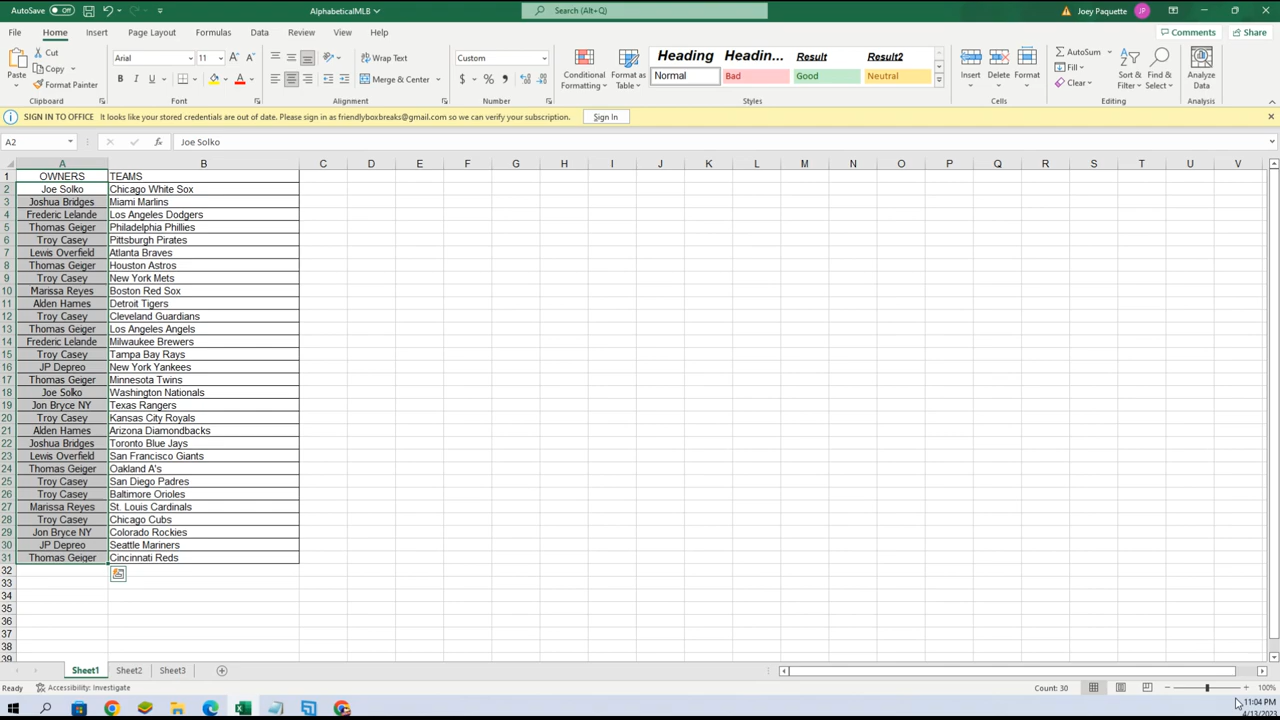 AutoSave Off AlphabeticalMLB Search (Alt+Q) Joey Paquette JP
File Home Insert Page Layout Formulas Data Review View Help Comments Share
Paste Cut Copy Format Painter Clipboard
Arial 11 B I U A A A Font
Wrap Text Merge & Center Alignment
Custom $ % , Number
Conditional Formatting Format as Table Heading Headin... Result Result2 Normal Bad Good Neutral Styles
Insert Delete Format Cells
AutoSum Fill Clear Sort & Filter Find & Select Editing
Analyze Data Analysis
SIGN IN TO OFFICE It looks like your stored credentials are out of date. Please sign in as friendlyboxbreaks@gmail.com so we can verify your subscription. Sign In
A2 fx Joe Solko
A B C D E F G H I J K L M N O P Q R S T U V
1 OWNERS TEAMS
2 Joe Solko Chicago White Sox
3 Joshua Bridges Miami Marlins
4 Frederic Lelande Los Angeles Dodgers
5 Thomas Geiger Philadelphia Phillies
6 Troy Casey Pittsburgh Pirates
7 Lewis Overfield Atlanta Braves
8 Thomas Geiger Houston Astros
9 Troy Casey New York Mets
10 Marissa Reyes Boston Red Sox
11 Alden Hames Detroit Tigers
12 Troy Casey Cleveland Guardians
13 Thomas Geiger Los Angeles Angels
14 Frederic Lelande Milwaukee Brewers
15 Troy Casey Tampa Bay Rays
16 JP Depreo New York Yankees
17 Thomas Geiger Minnesota Twins
18 Joe Solko Washington Nationals
19 Jon Bryce NY Texas Rangers
20 Troy Casey Kansas City Royals
21 Alden Hames Arizona Diamondbacks
22 Joshua Bridges Toronto Blue Jays
23 Lewis Overfield San Francisco Giants
24 Thomas Geiger Oakland A's
25 Troy Casey San Diego Padres
26 Troy Casey Baltimore Orioles
27 Marissa Reyes St. Louis Cardinals
28 Troy Casey Chicago Cubs
29 Jon Bryce NY Colorado Rockies
30 JP Depreo Seattle Mariners
31 Thomas Geiger Cincinnati Reds
32
33
34
35
36
37
38
39
Sheet1 Sheet2 Sheet3
Ready Accessibility: Investigate Count: 30 100%
11:04 PM
4/13/2023